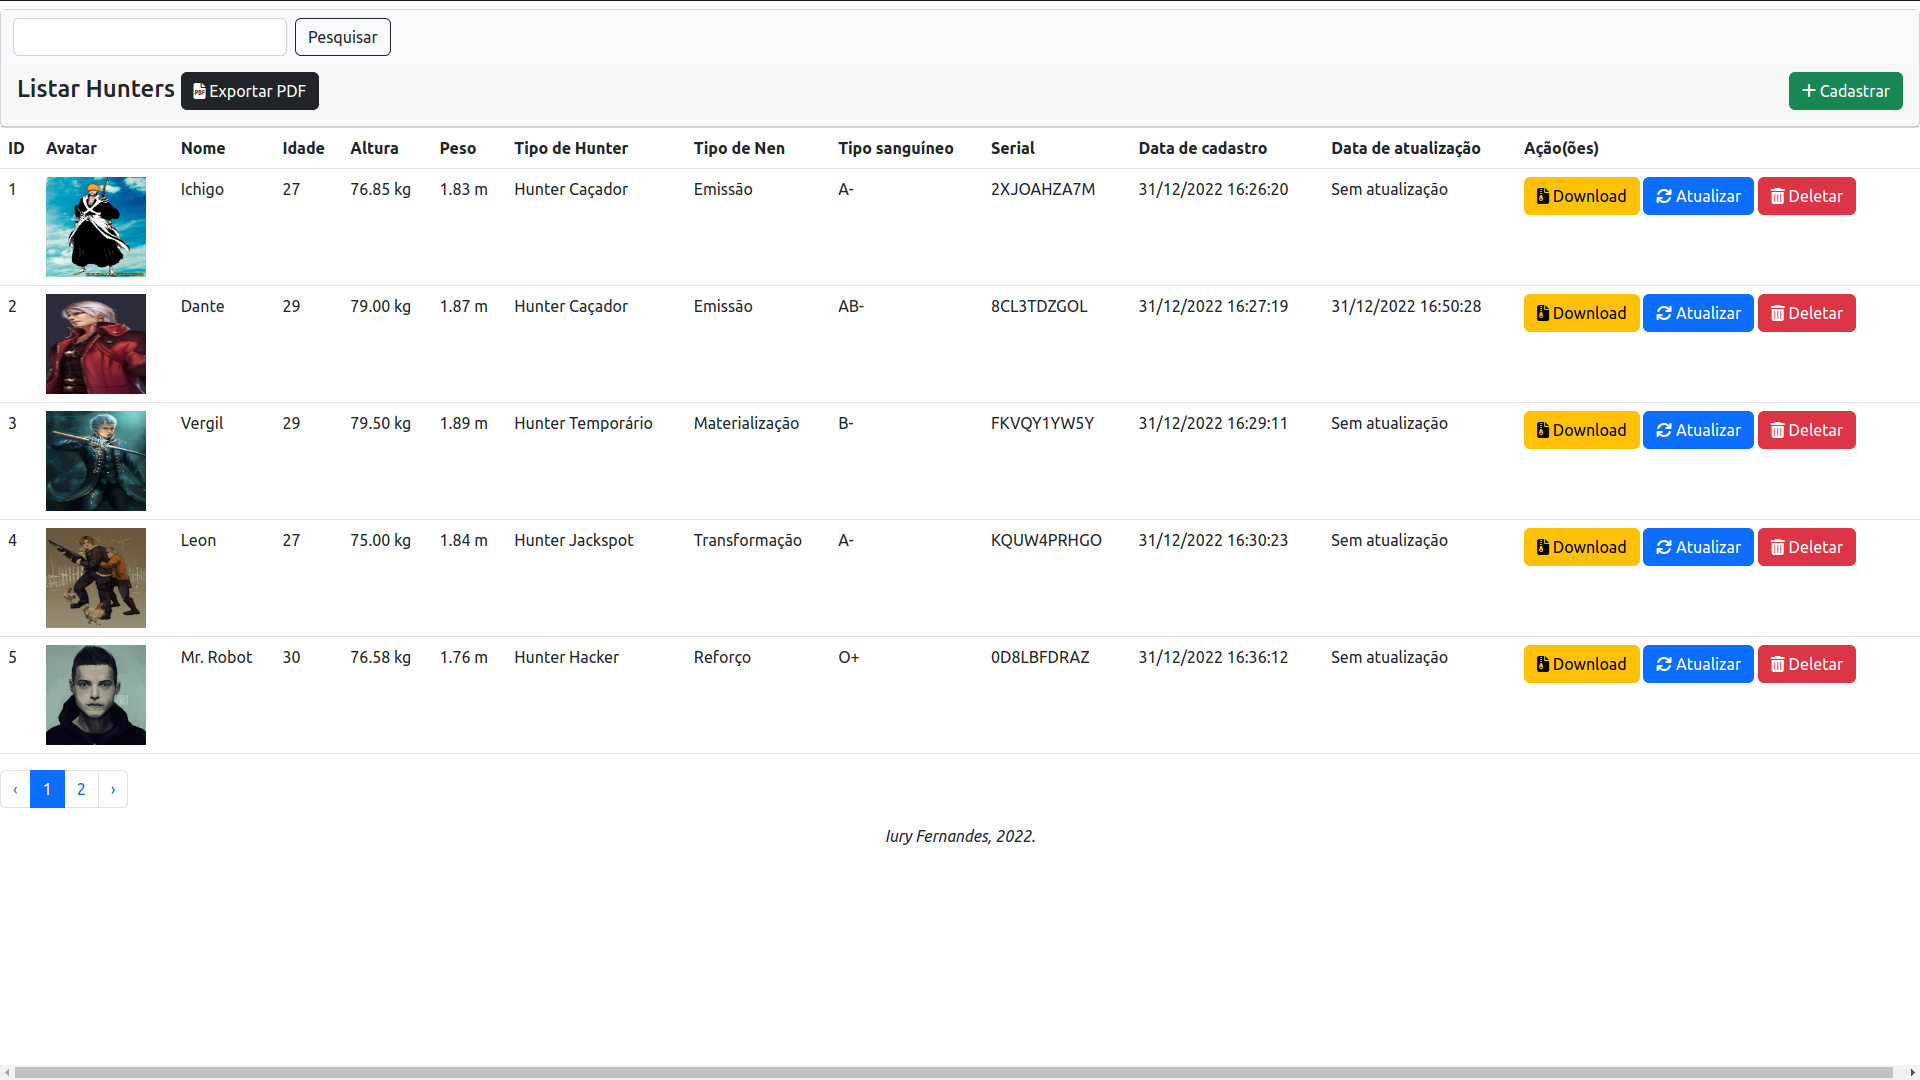 Pesquisar
Listar Hunters Exportar PDF + Cadastrar
ID Avatar Nome Idade Altura Peso Tipo de Hunter Tipo de Nen Tipo sanguíneo Serial Data de cadastro Data de atualização Ação(ões)
1 Ichigo 27 76.85 kg 1.83 m Hunter Caçador Emissão A- 2XJOAHZA7M 31/12/2022 16:26:20 Sem atualização Download Atualizar Deletar
2 Dante 29 79.00 kg 1.87 m Hunter Caçador Emissão AB- 8CL3TDZGOL 31/12/2022 16:27:19 31/12/2022 16:50:28 Download Atualizar Deletar
3 Vergil 29 79.50 kg 1.89 m Hunter Temporário Materialização B- FKVQY1YW5Y 31/12/2022 16:29:11 Sem atualização Download Atualizar Deletar
4 Leon 27 75.00 kg 1.84 m Hunter Jackspot Transformação A- KQUW4PRHGO 31/12/2022 16:30:23 Sem atualização Download Atualizar Deletar
5 Mr. Robot 30 76.58 kg 1.76 m Hunter Hacker Reforço O+ 0D8LBFDRAZ 31/12/2022 16:36:12 Sem atualização Download Atualizar Deletar
‹ 1 2 ›
Iury Fernandes, 2022.